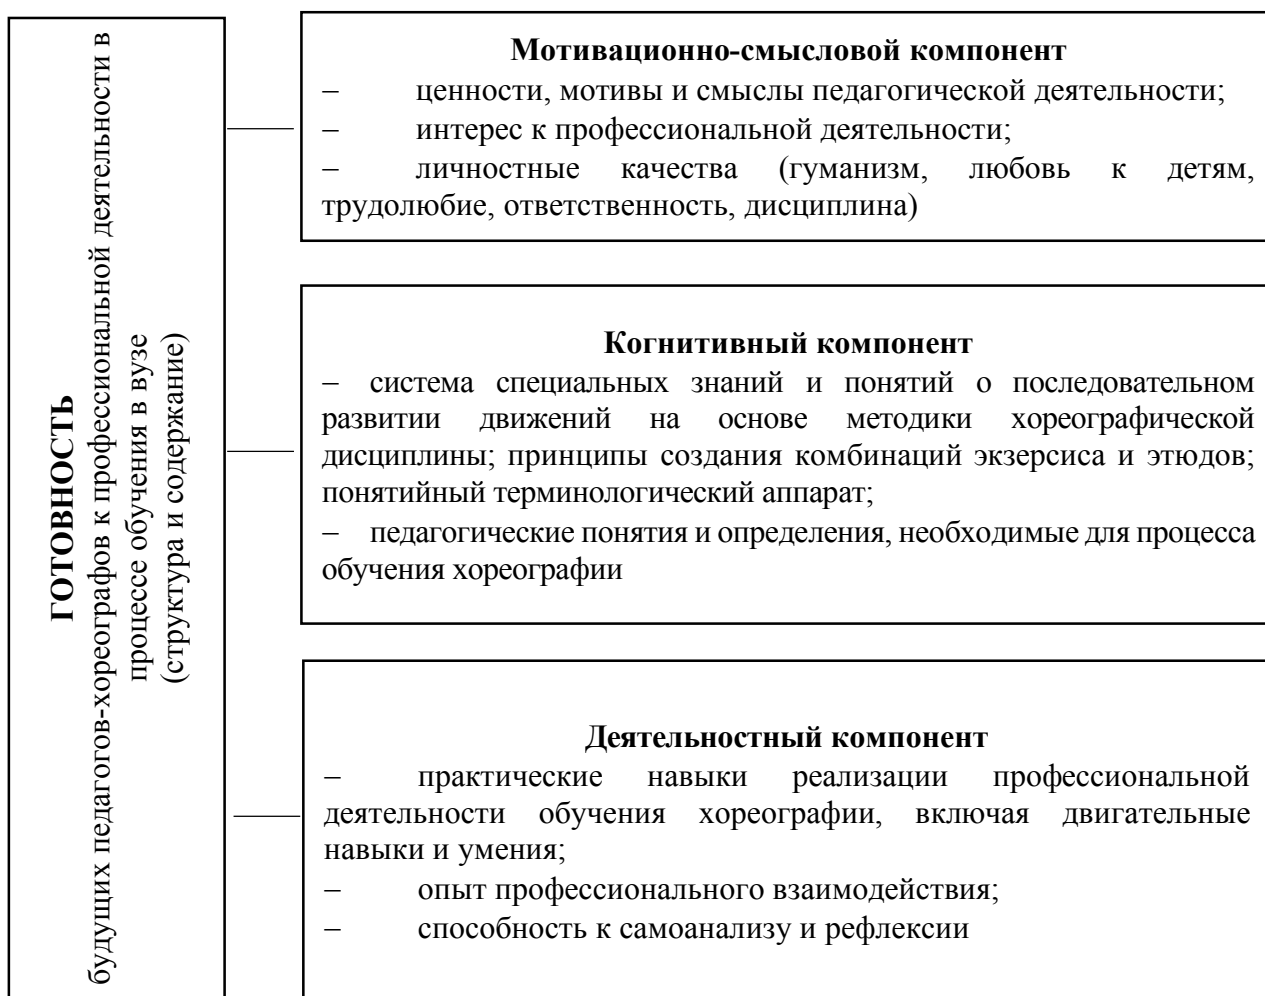 ГОТОВНОСТЬ
будущих педагогов-хореографов к профессиональной деятельности в
процессе обучения в вузе
(структура и содержание)
Мотивационно-смысловой компонент
– ценности, мотивы и смыслы педагогической деятельности;
– интерес к профессиональной деятельности;
– личностные качества (гуманизм, любовь к детям,
трудолюбие, ответственность, дисциплина)
Когнитивный компонент
– система специальных знаний и понятий о последовательном
развитии движений на основе методики хореографической
дисциплины; принципы создания комбинаций экзерсиса и этюдов;
понятийный терминологический аппарат;
– педагогические понятия и определения, необходимые для процесса
обучения хореографии
Деятельностный компонент
– практические навыки реализации профессиональной
деятельности обучения хореографии, включая двигательные
навыки и умения;
– опыт профессионального взаимодействия;
– способность к самоанализу и рефлексии